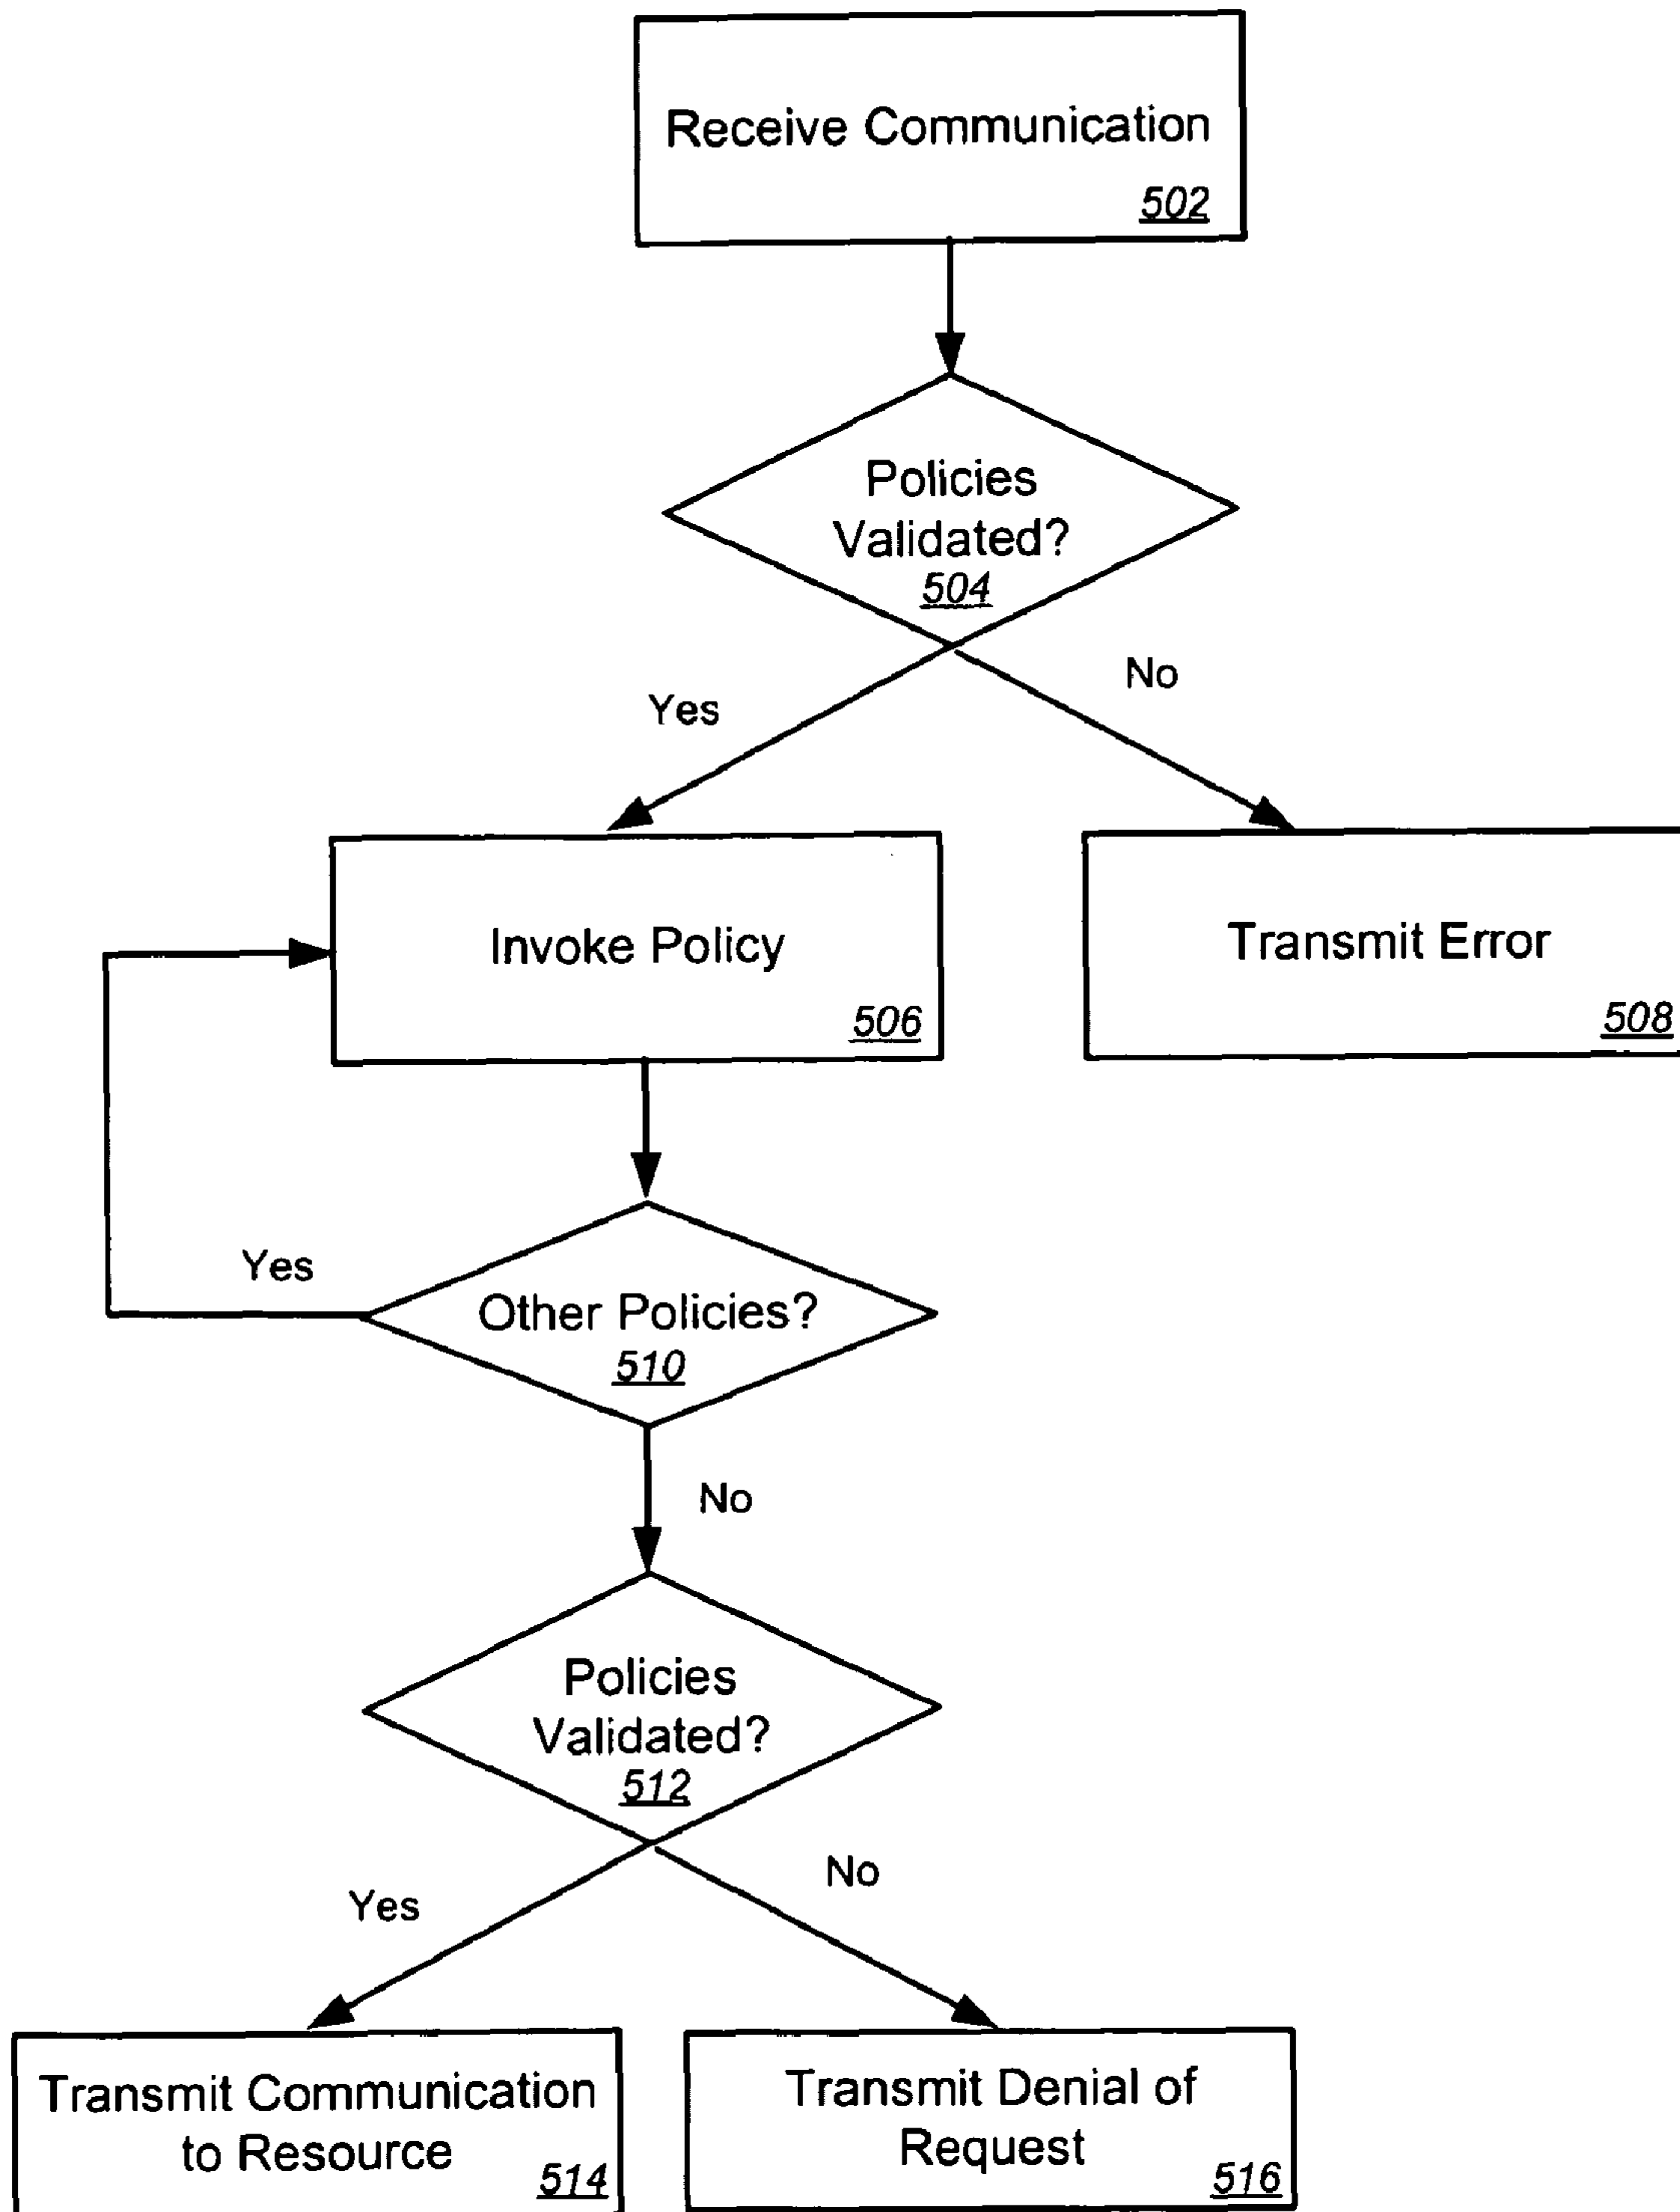 Receive Communication
502
Policies
Validated?
504
Yes
No
Invoke Policy
506
Transmit Error
508
Yes
Other Policies?
510
No
Policies
Validated?
512
Yes
No
Transmit Communication
to Resource
514
Transmit Denial of
Request
516